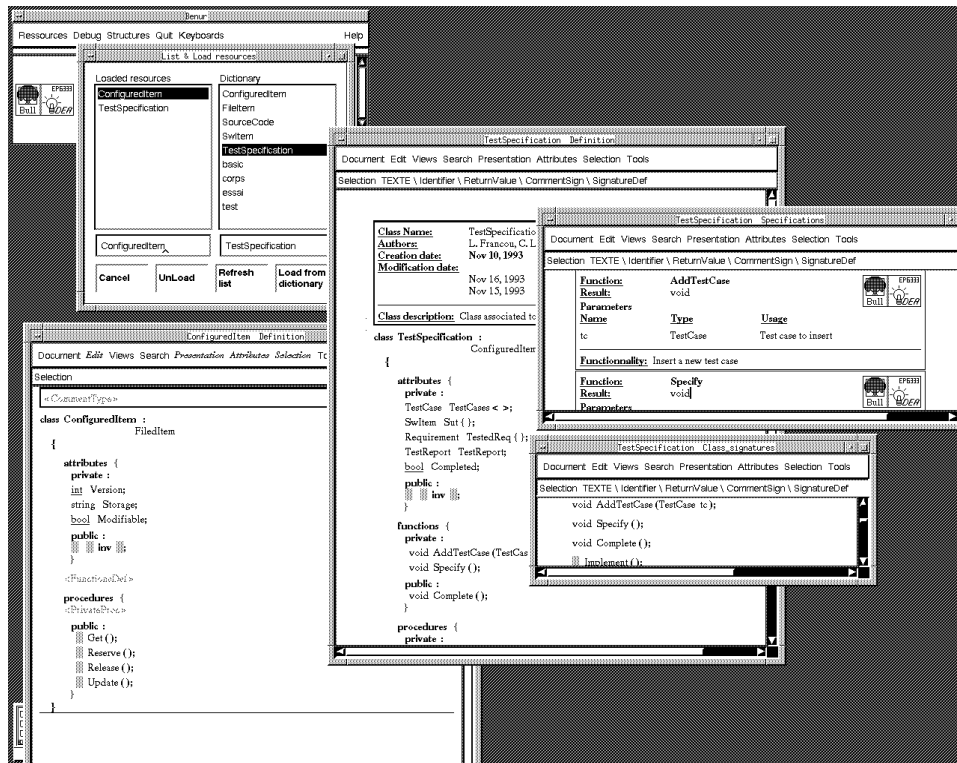 Benur
Ressources Debug Structures Quit Keyboards Help
EP6333
Bull
List & Load resources
Loaded resources
ConfiguredItem
TestSpecification
Dictionary
ConfiguredItem
FileItem
SourceCode
SwItem
TestSpecification
basic
corps
essai
test
ConfiguredItem
TestSpecification
Cancel
UnLoad
Refresh list
Load from dictionary
TestSpecification Definition
Document Edit Views Search Presentation Attributes Selection Tools
Selection TEXTE \ Identifier \ ReturnValue \ CommentSign \ SignatureDef
Class Name: TestSpecificatio
Authors: L. Francou, C. L
Creation date: Nov 10, 1993
Modification date:
Nov 16, 1993
Nov 15, 1993
Class description: Class associated to
class TestSpecification :
ConfiguredItem
{
attributes {
private :
TestCase TestCases < >;
SwItem Sut { };
Requirement TestedReq { };
TestReport TestReport;
bool Completed;
public :
inv ;
}
functions {
private :
void AddTestCase (TestCas
void Specify ();
public :
void Complete ();
}
procedures {
private :
TestSpecification Specifications
Document Edit Views Search Presentation Attributes Selection Tools
Selection TEXTE \ Identifier \ ReturnValue \ CommentSign \ SignatureDef
Function: AddTestCase
Result: void
Parameters
Name Type Usage
tc TestCase Test case to insert
Functionnality: Insert a new test case
EP6333
Bull
Function: Specify
Result: void
Parameters
EP6333
Bull
TestSpecification Class_signatures
Document Edit Views Search Presentation Attributes Selection Tools
Selection TEXTE \ Identifier \ ReturnValue \ CommentSign \ SignatureDef
void AddTestCase (TestCase tc);
void Specify ();
void Complete ();
Implement ();
ConfiguredItem Definition
Document Edit Views Search Presentation Attributes Selection To
Selection
<CommentType>
class ConfiguredItem :
FiledItem
{
attributes {
private :
int Version;
string Storage;
bool Modifiable;
public :
inv ;
}
<FunctionsDef>
procedures {
<PrivateProc>
public :
Get ();
Reserve ();
Release ();
Update ();
}
}